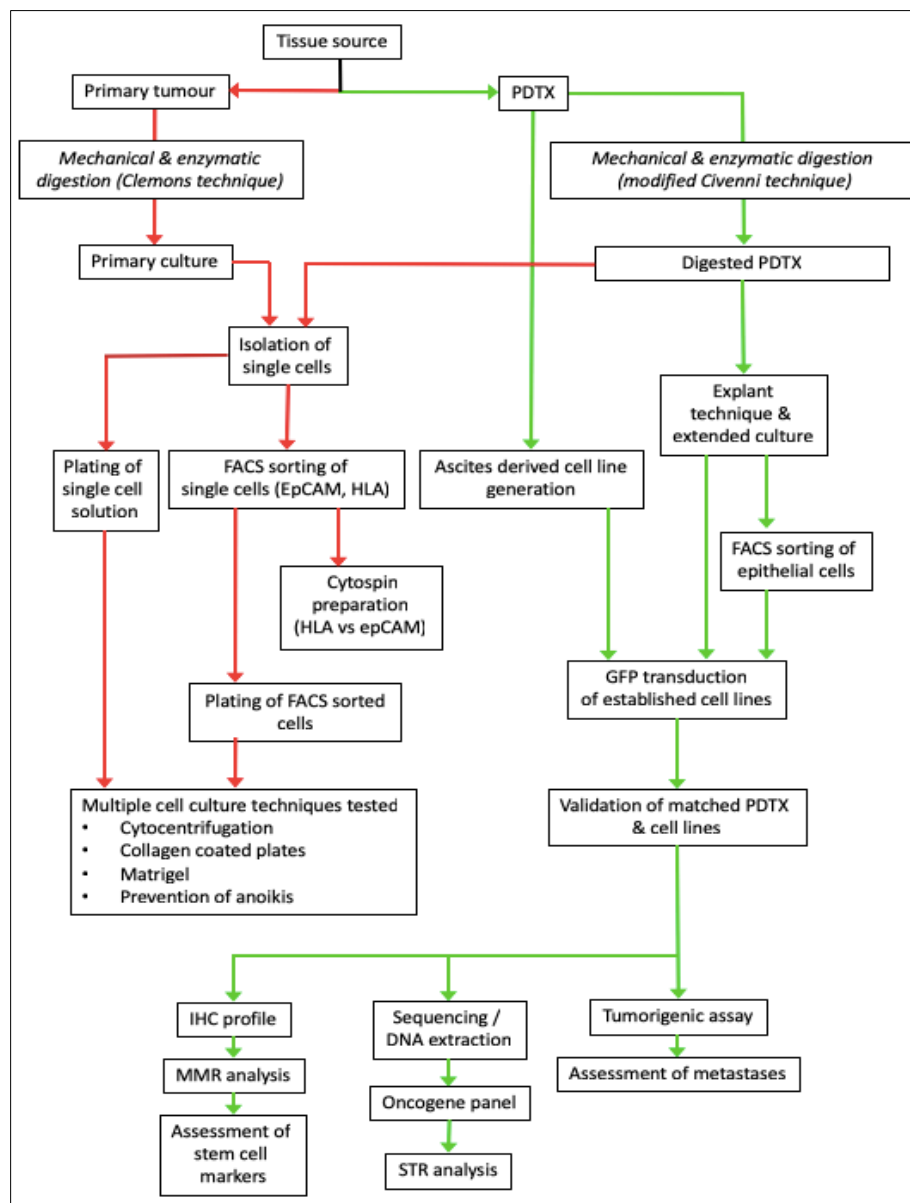 Tissue source
Primary tumour
PDTX
Mechanical & enzymatic
digestion (Clemons technique)
Mechanical & enzymatic digestion
(modified Civenni technique)
Primary culture
Digested PDTX
Isolation of
single cells
Explant
technique &
extended culture
Plating of
single cell
solution
FACS sorting of
single cells (EpCAM, HLA)
Ascites derived cell line
generation
FACS sorting of
epithelial cells
Cytospin
preparation
(HLA vs epCAM)
GFP transduction
of established cell lines
Plating of FACS sorted
cells
Multiple cell culture techniques tested
• Cytocentrifugation
• Collagen coated plates
• Matrigel
• Prevention of anoikis
Validation of matched PDTX
& cell lines
IHC profile
Sequencing /
DNA extraction
Tumorigenic assay
MMR analysis
Oncogene panel
Assessment of metastases
Assessment of
stem cell
markers
STR analysis